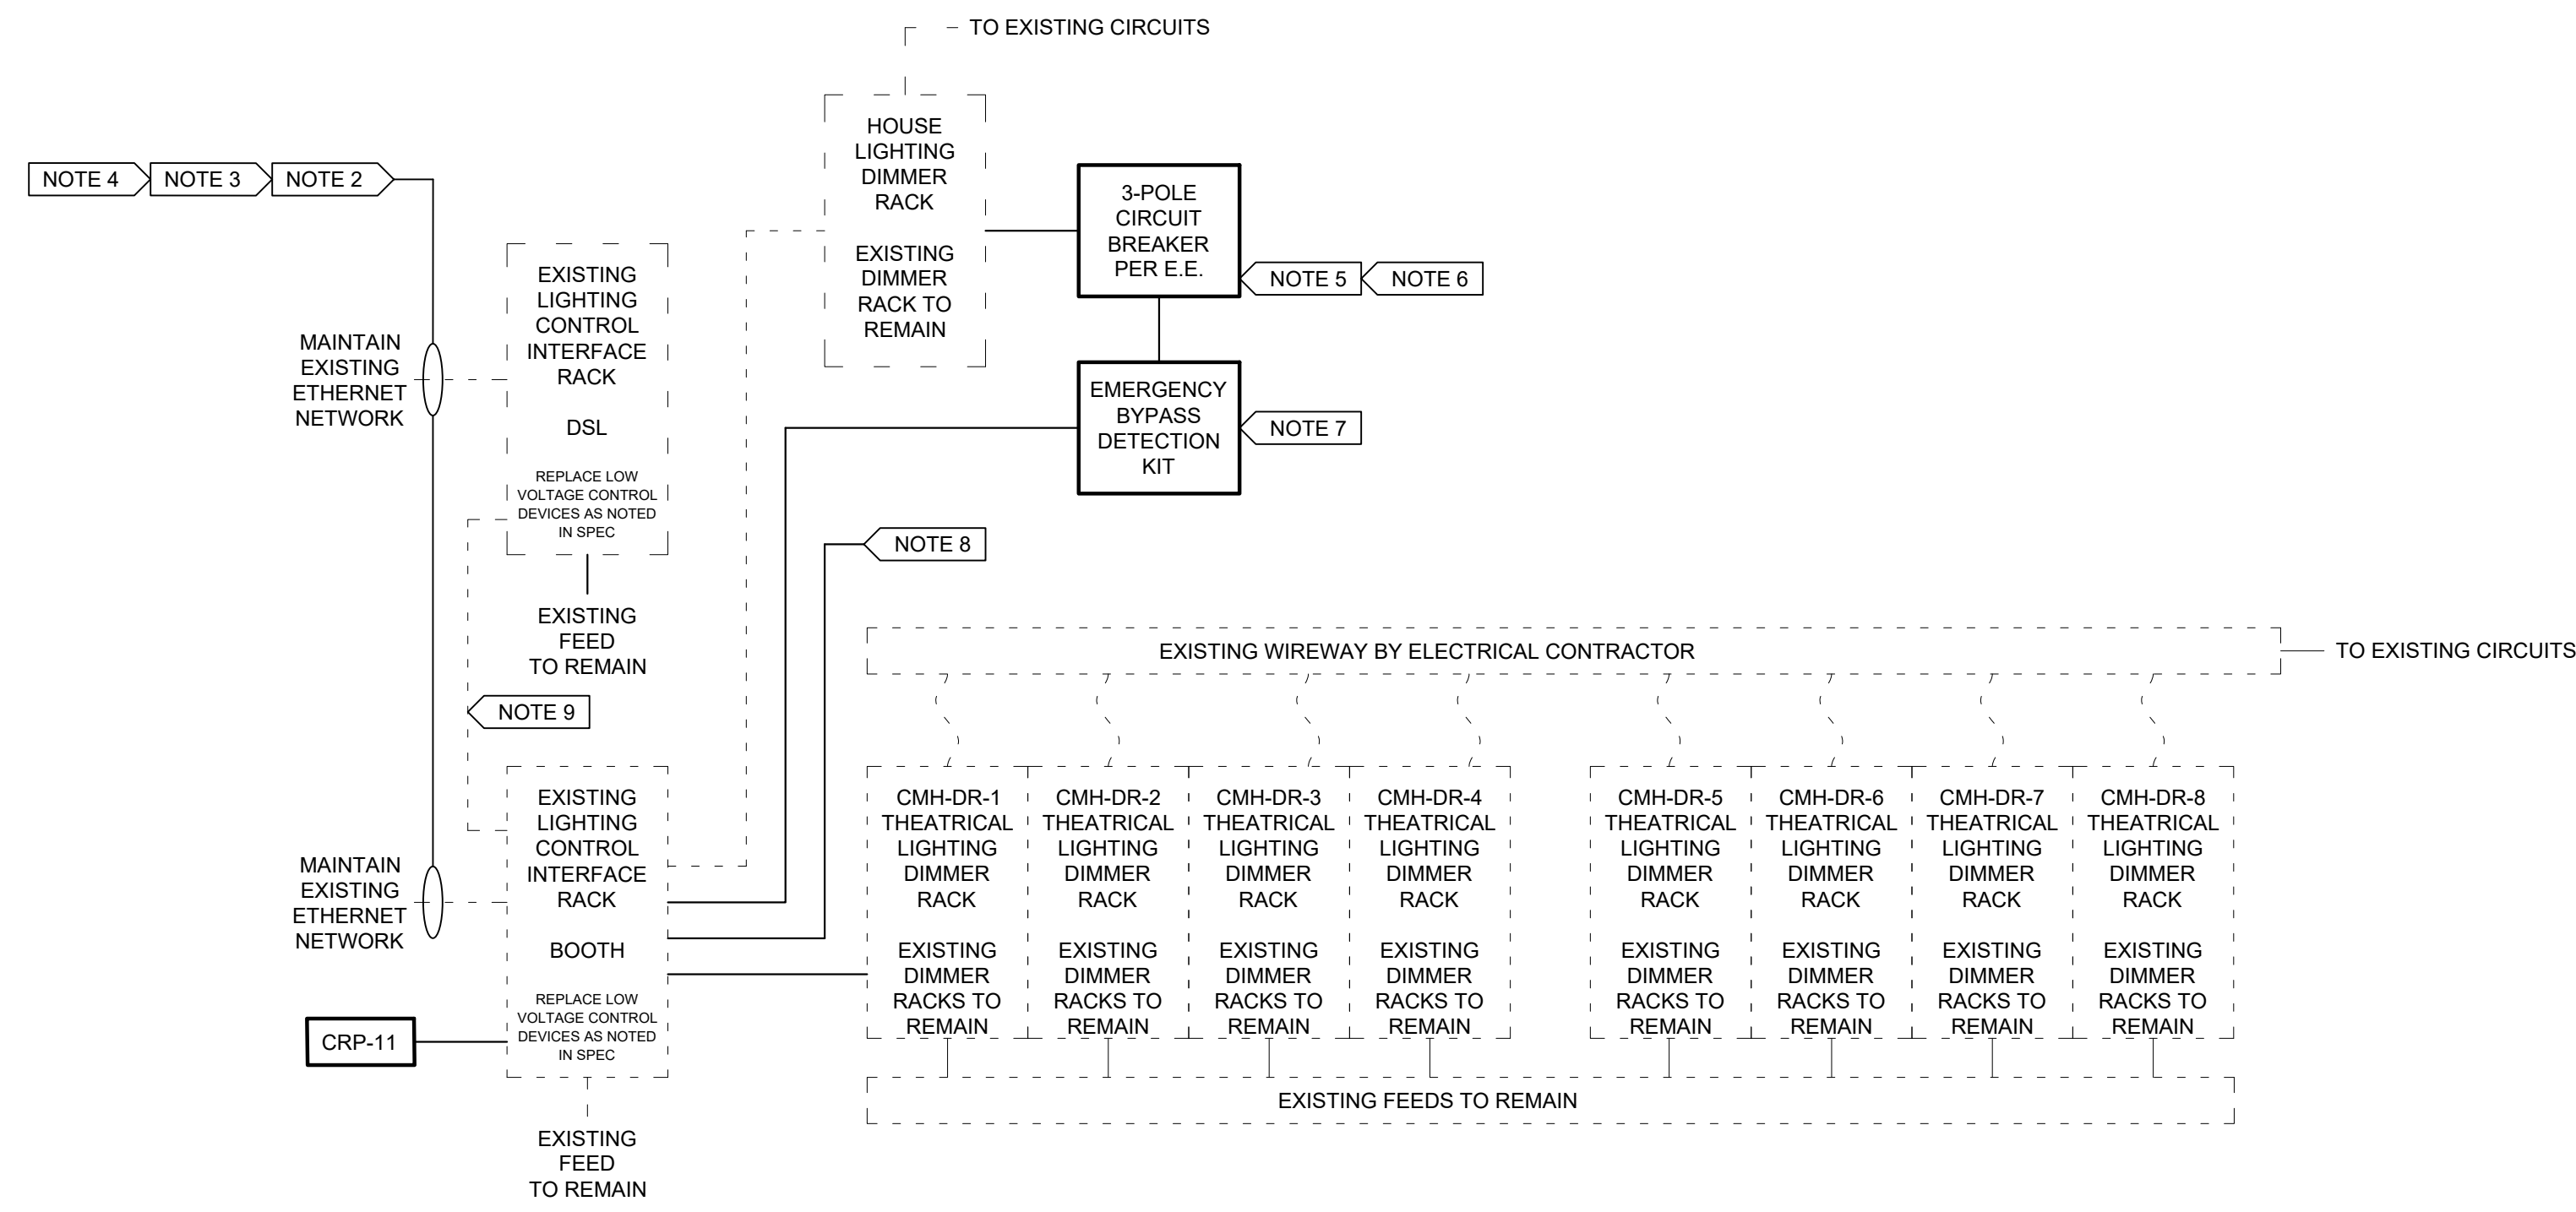 TO EXISTING CIRCUITS
HOUSE
LIGHTING
DIMMER
RACK
EXISTING
DIMMER
RACK TO
REMAIN
NOTE 4
NOTE 3
NOTE 2
3-POLE
CIRCUIT
BREAKER
PER E.E.
NOTE 5
NOTE 6
EXISTING
LIGHTING
CONTROL
INTERFACE
RACK
DSL
REPLACE LOW
VOLTAGE CONTROL
DEVICES AS NOTED
IN SPEC
MAINTAIN
EXISTING
ETHERNET
NETWORK
EMERGENCY
BYPASS
DETECTION
KIT
NOTE 7
NOTE 8
EXISTING
FEED
TO REMAIN
EXISTING WIREWAY BY ELECTRICAL CONTRACTOR
TO EXISTING CIRCUITS
NOTE 9
EXISTING
LIGHTING
CONTROL
INTERFACE
RACK
BOOTH
REPLACE LOW
VOLTAGE CONTROL
DEVICES AS NOTED
IN SPEC
MAINTAIN
EXISTING
ETHERNET
NETWORK
CRP-11
EXISTING
FEED
TO REMAIN
CMH-DR-1
THEATRICAL
LIGHTING
DIMMER
RACK
EXISTING
DIMMER
RACKS TO
REMAIN
CMH-DR-2
THEATRICAL
LIGHTING
DIMMER
RACK
EXISTING
DIMMER
RACKS TO
REMAIN
CMH-DR-3
THEATRICAL
LIGHTING
DIMMER
RACK
EXISTING
DIMMER
RACKS TO
REMAIN
CMH-DR-4
THEATRICAL
LIGHTING
DIMMER
RACK
EXISTING
DIMMER
RACKS TO
REMAIN
CMH-DR-5
THEATRICAL
LIGHTING
DIMMER
RACK
EXISTING
DIMMER
RACKS TO
REMAIN
CMH-DR-6
THEATRICAL
LIGHTING
DIMMER
RACK
EXISTING
DIMMER
RACKS TO
REMAIN
CMH-DR-7
THEATRICAL
LIGHTING
DIMMER
RACK
EXISTING
DIMMER
RACKS TO
REMAIN
CMH-DR-8
THEATRICAL
LIGHTING
DIMMER
RACK
EXISTING
DIMMER
RACKS TO
REMAIN
EXISTING FEEDS TO REMAIN